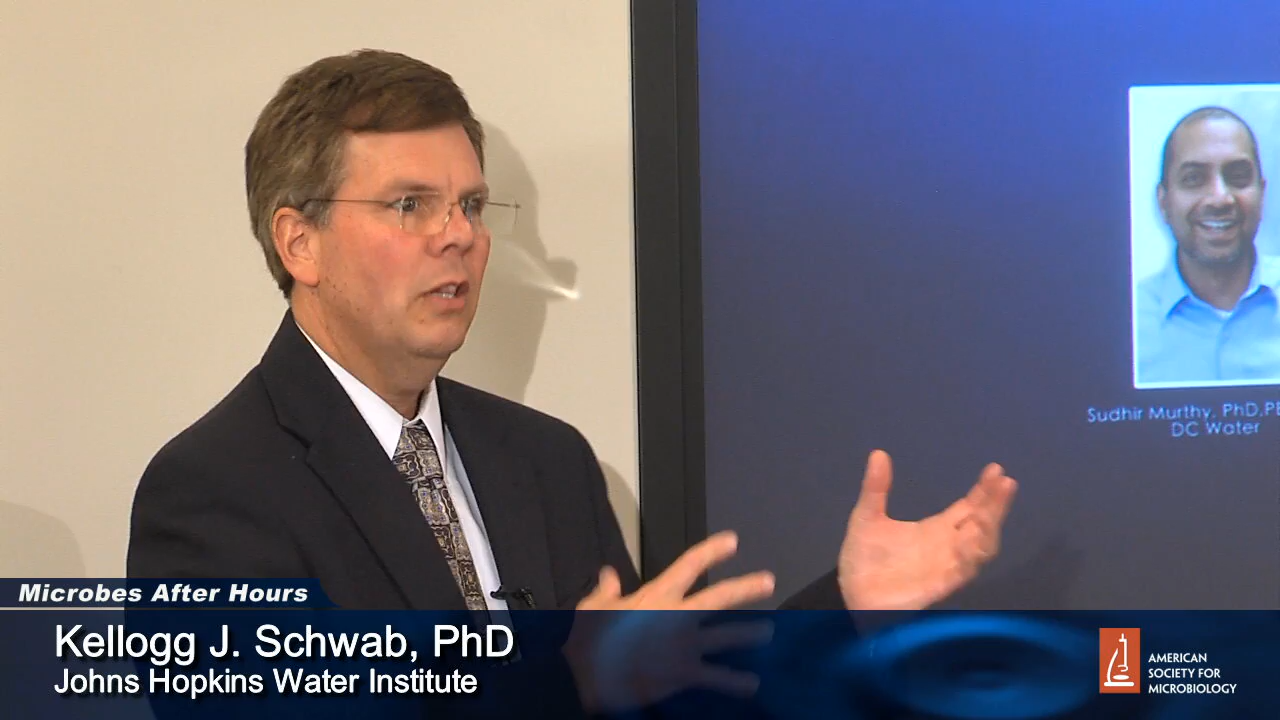 Sudhir Murthy, PhD,
DC Water
Microbes After Hours
Kellogg J. Schwab, PhD
Johns Hopkins Water Institute
AMERICAN
SOCIETY FOR
MICROBIOLOGY